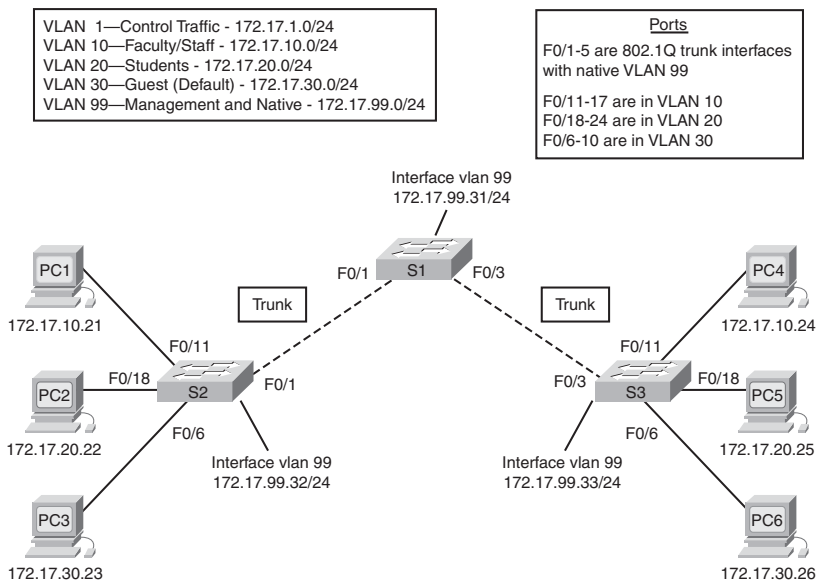 VLAN 1—Control Traffic - 172.17.1.0/24
VLAN 10—Faculty/Staff - 172.17.10.0/24
VLAN 20—Students - 172.17.20.0/24
VLAN 30—Guest (Default) - 172.17.30.0/24
VLAN 99—Management and Native - 172.17.99.0/24
Ports
F0/1-5 are 802.1Q trunk interfaces
with native VLAN 99
F0/11-17 are in VLAN 10
F0/18-24 are in VLAN 20
F0/6-10 are in VLAN 30
Interface vlan 99
172.17.99.31/24
F0/1
S1
F0/3
Trunk
Trunk
PC1
172.17.10.21
F0/11
PC2
172.17.20.22
F0/18
S2
F0/1
F0/6
Interface vlan 99
172.17.99.32/24
PC3
172.17.30.23
PC4
172.17.10.24
F0/11
F0/3
S3
F0/18
PC5
172.17.20.25
F0/6
Interface vlan 99
172.17.99.33/24
PC6
172.17.30.26